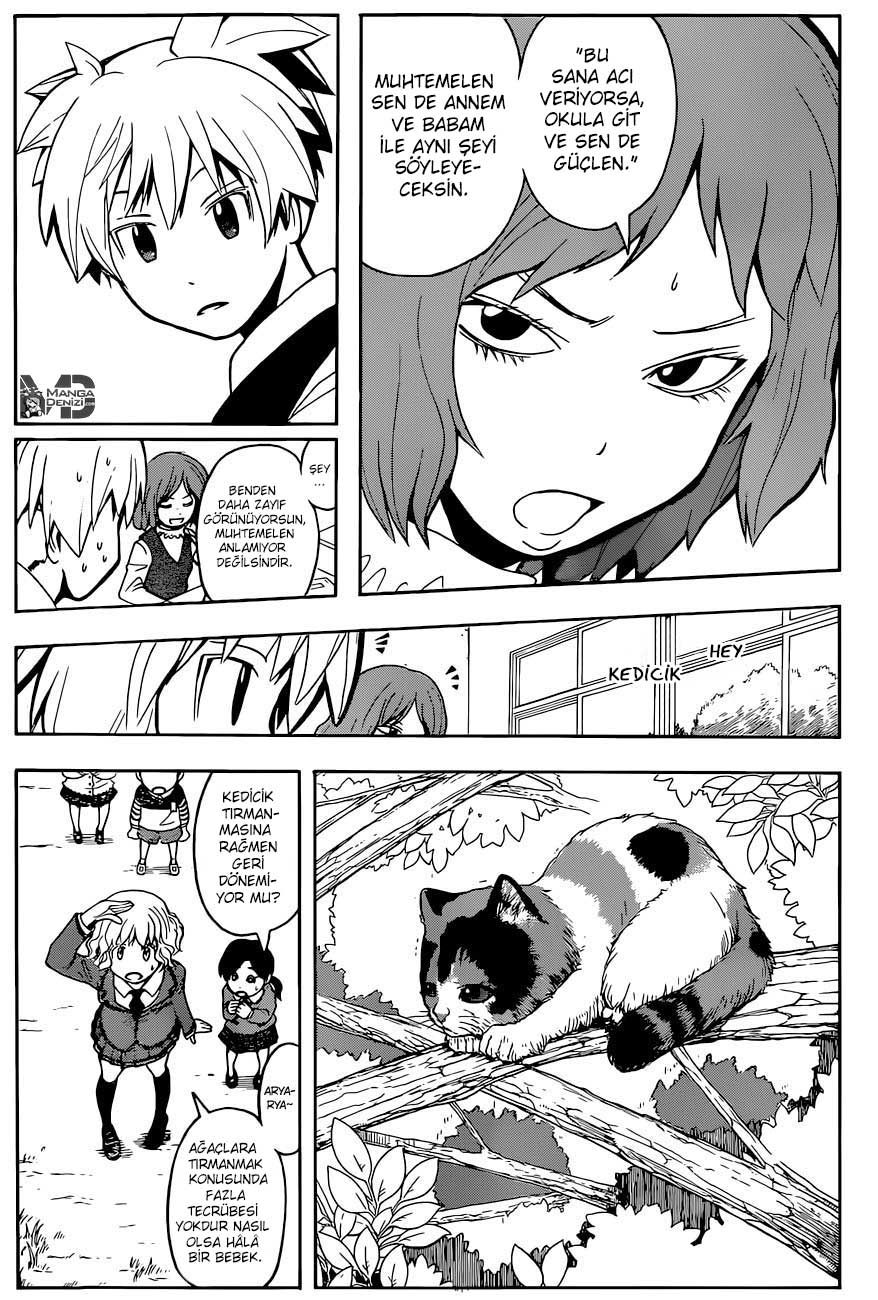 "BU
SANA ACI
VERİYORSA,
OKULA GİT
VE SEN DE
GÜÇLEN."
MUHTEMELEN
SEN DE ANNEM
VE BABAM
İLE AYNI ŞEYİ
SÖYLEYE-
CEKSİN.
MANGA
DENİZİ.com
ŞEY
...
BENDEN
DAHA ZAYIF
GÖRÜNÜYORSUN,
MUHTEMELEN
ANLAMIYOR
DEĞİLSİNDİR.
HEY
KEDİCİK
KEDİCİK
TIRMAN-
MASINA
RAĞMEN
GERİ
DÖNEMİ-
YOR MU?
ARYA-
RYA~
AĞAÇLARA
TIRMANMAK
KONUSUNDA
FAZLA
TECRÜBESİ
YOKDUR NASIL
OLSA HÂLÂ
BİR BEBEK.